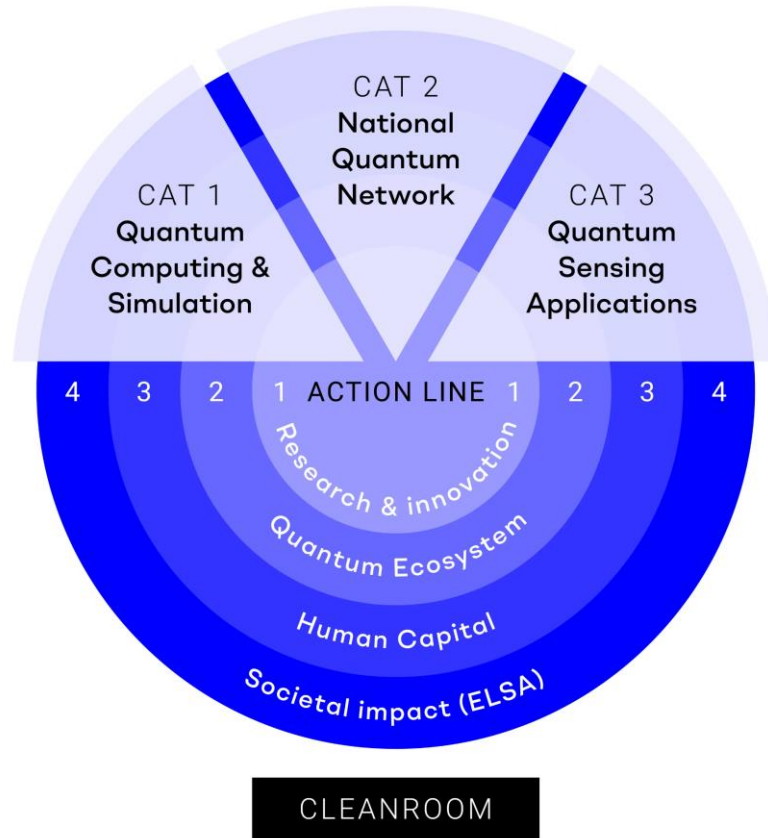 CAT 1
Quantum
Computing &
Simulation
CAT 2
National
Quantum
Network
CAT 3
Quantum
Sensing
Applications
4 3 2 1 ACTION LINE 1 2 3 4
Research & innovation
Quantum Ecosystem
Human Capital
Societal impact (ELSA)
CLEANROOM